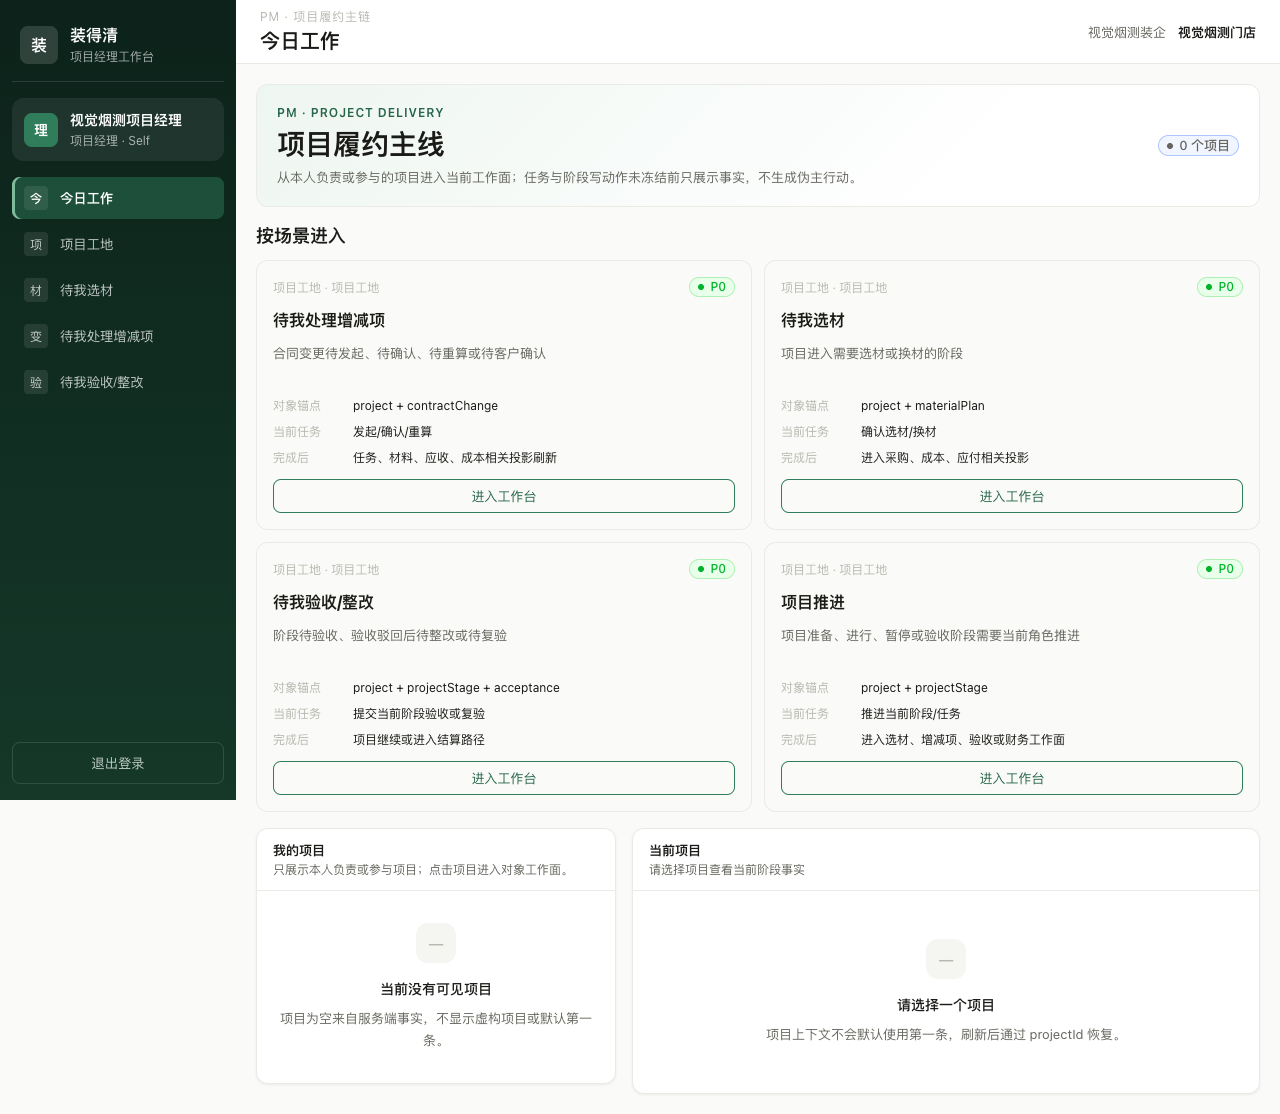 装
装得清
项目经理工作台
理
视觉烟测项目经理
项目经理 · Self
今
今日工作
项
项目工地
材
待我选材
变
待我处理增减项
验
待我验收/整改
退出登录
PM · 项目履约主链
今日工作
视觉烟测装企
视觉烟测门店
PM · PROJECT DELIVERY
项目履约主线
从本人负责或参与的项目进入当前工作面；任务与阶段写动作未冻结前只展示事实，不生成伪主行动。
0 个项目
按场景进入
项目工地 · 项目工地
P0
待我处理增减项
合同变更待发起、待确认、待重算或待客户确认
对象锚点 project + contractChange
当前任务 发起/确认/重算
完成后 任务、材料、应收、成本相关投影刷新
进入工作台
项目工地 · 项目工地
P0
待我选材
项目进入需要选材或换材的阶段
对象锚点 project + materialPlan
当前任务 确认选材/换材
完成后 进入采购、成本、应付相关投影
进入工作台
项目工地 · 项目工地
P0
待我验收/整改
阶段待验收、验收驳回后待整改或待复验
对象锚点 project + projectStage + acceptance
当前任务 提交当前阶段验收或复验
完成后 项目继续或进入结算路径
进入工作台
项目工地 · 项目工地
P0
项目推进
项目准备、进行、暂停或验收阶段需要当前角色推进
对象锚点 project + projectStage
当前任务 推进当前阶段/任务
完成后 进入选材、增减项、验收或财务工作面
进入工作台
我的项目
只展示本人负责或参与项目；点击项目进入对象工作面。
—
当前没有可见项目
项目为空来自服务端事实，不显示虚构项目或默认第一
条。
当前项目
请选择项目查看当前阶段事实
—
请选择一个项目
项目上下文不会默认使用第一条，刷新后通过 projectId 恢复。